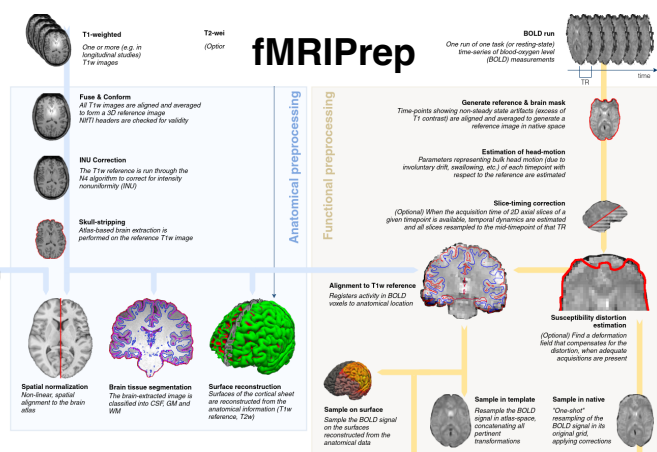 T1-weighted
One or more (e.g. in
longitudinal studies)
T1w images
T2-wei
(Optior
fMRIPrep
BOLD run
One run of one task (or resting-state)
time-series of blood-oxygen level
(BOLD) measurements
TR
time
Anatomical preprocessing
Fuse & Conform
All T1w images are aligned and averaged
to form a 3D reference image
NIfTI headers are checked for validity
INU Correction
The T1w reference is run through the
N4 algorithm to correct for intensity
nonuniformity (INU)
Skull-stripping
Atlas-based brain extraction is
performed on the reference T1w image
Spatial normalization
Non-linear, spatial
alignment to the brain
atlas
Brain tissue segmentation
The brain-extracted image is
classified into CSF, GM and
WM
Surface reconstruction
Surfaces of the cortical sheet
are reconstructed from the
anatomical information (T1w
reference, T2w)
Functional preprocessing
Generate reference & brain mask
Time-points showing non-steady state artifacts (excess of
T1 contrast) are aligned and averaged to generate a
reference image in native space
Estimation of head-motion
Parameters representing bulk head motion (due to
involuntary drift, swallowing, etc.) of each timepoint with
respect to the reference are estimated
Slice-timing correction
(Optional) When the acquisition time of 2D axial slices of a
given timepoint is available, temporal dynamics are estimated
and all slices resampled to the mid-timepoint of that TR
Alignment to T1w reference
Registers activity in BOLD
voxels to anatomical location
Susceptibility distortion
estimation
(Optional) Find a deformation
field that compensates for the
distortion, when adequate
acquisitions are present
Sample on surface
Sample the BOLD signal
on the surfaces
reconstructed from the
anatomical data
Sample in template
Resample the BOLD
signal in atlas-space,
concatenating all
pertinent
transformations
Sample in native
"One-shot"
resampling of
the BOLD
signal in its
original grid,
applying corrections